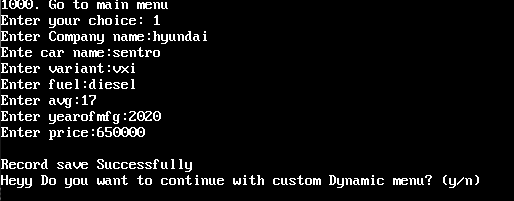 1000. Go to main menu
Enter your choice: 1
Enter Company name:hyundai
Ente car name:sentro
Enter variant:vxi
Enter fuel:diesel
Enter avg:17
Enter yearofmfg:2020
Enter price:650000
Record save Successfully
Heyy Do you want to continue with custom Dynamic menu? (y/n)